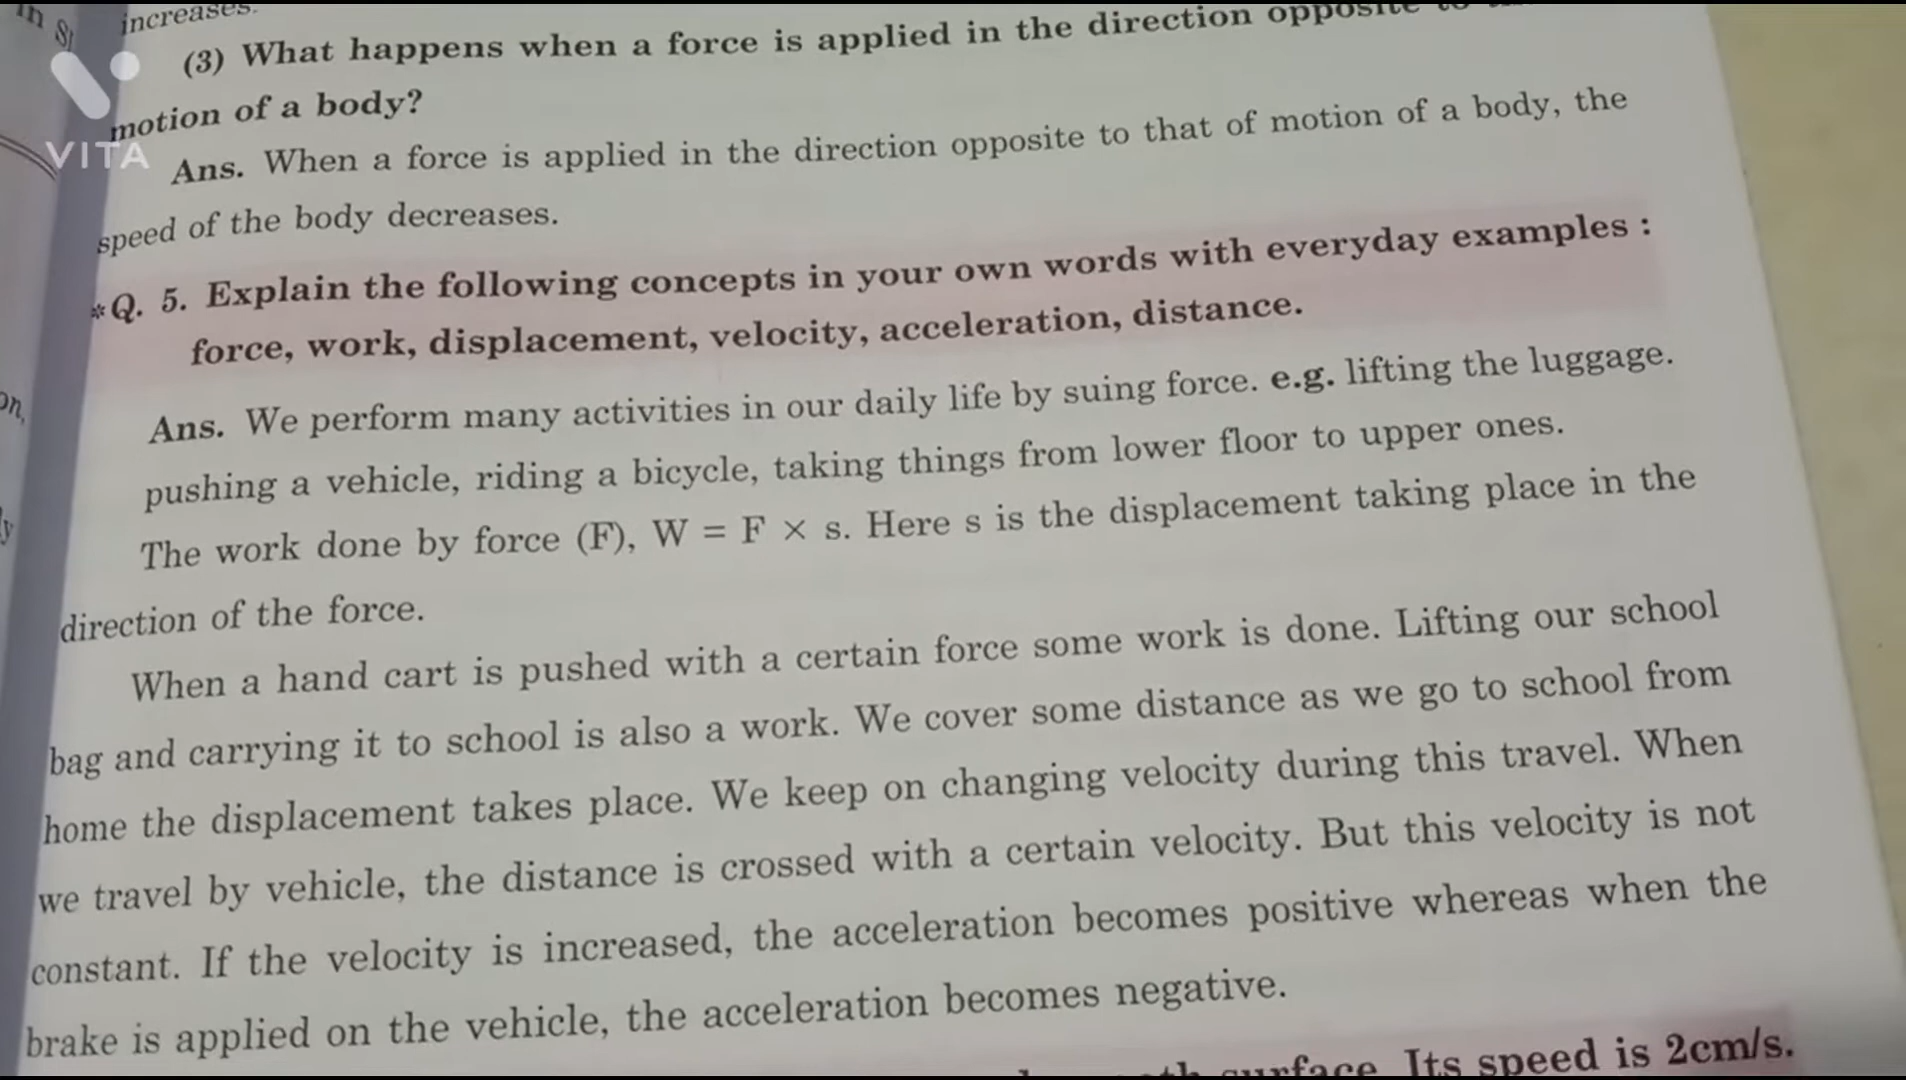 in
increases.
(3) What happens when a force is applied in the direction opposite to
motion of a body?
VITA
Ans. When a force is applied in the direction opposite to that of motion of a body, the
speed of the body decreases.
*Q. 5. Explain the following concepts in your own words with everyday examples :
force, work, displacement, velocity, acceleration, distance.
Ans. We perform many activities in our daily life by suing force. e.g. lifting the luggage.
pushing a vehicle, riding a bicycle, taking things from lower floor to upper ones.
The work done by force (F), W = F × s. Here s is the displacement taking place in the
direction of the force.
When a hand cart is pushed with a certain force some work is done. Lifting our school
bag and carrying it to school is also a work. We cover some distance as we go to school from
home the displacement takes place. We keep on changing velocity during this travel. When
we travel by vehicle, the distance is crossed with a certain velocity. But this velocity is not
constant. If the velocity is increased, the acceleration becomes positive whereas when the
brake is applied on the vehicle, the acceleration becomes negative.
surface. Its speed is 2cm/s.